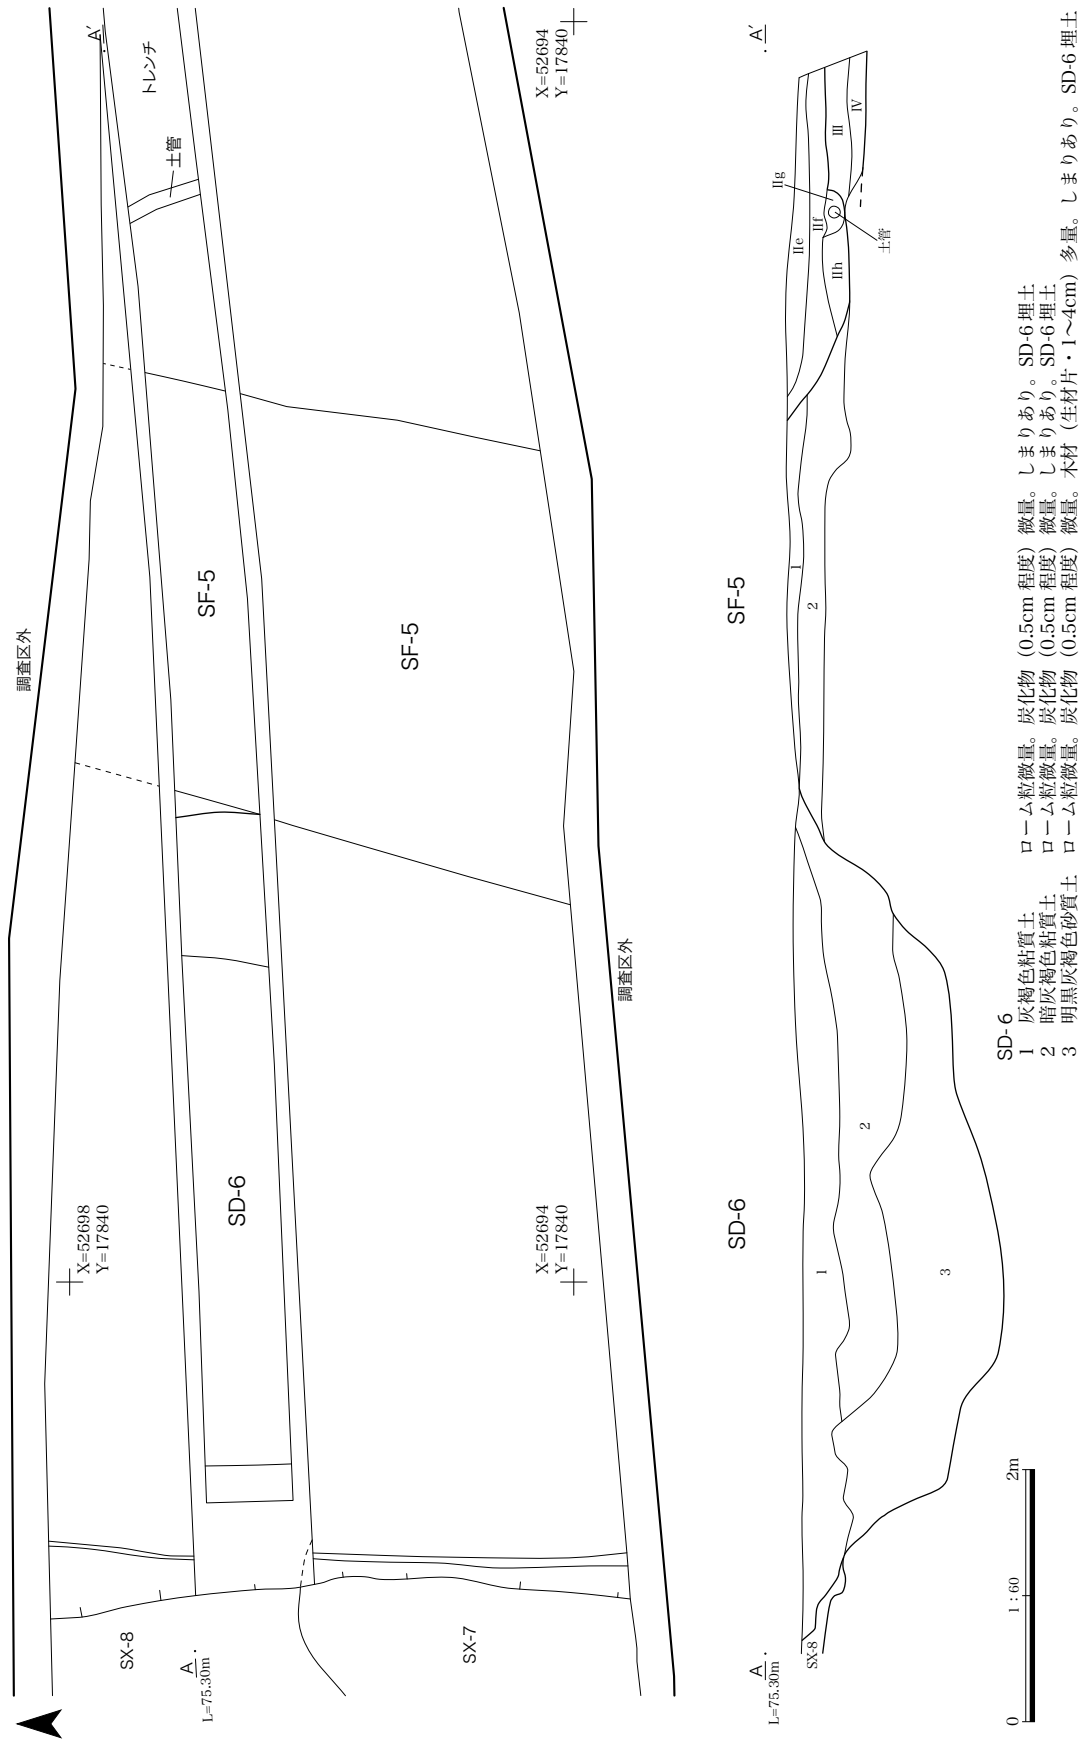 調査区外
X=52698
Y=17840
X=52694
Y=17840
X=52694
Y=17840
SX-8
A
L=75.30m
SX-7
SD-6
SF-5
SF-5
土管
トレンチ
A′
調査区外
A
L=75.30m
SX-8
SD-6
SF-5
A′
1
2
3
1
2
IIe
IIf
IIg
IIh
III
IV
土管
0
1：60
2m
SD-6
1 灰褐色粘質土 ローム粒微量。炭化物（0.5cm 程度）微量。しまりあり。SD-6 埋土
2 暗灰褐色粘質土 ローム粒微量。炭化物（0.5cm 程度）微量。しまりあり。SD-6 埋土
3 明黒灰褐色砂質土 ローム粒微量。炭化物（0.5cm 程度）微量。木材（生材片・1〜4cm）多量。しまりあり。SD-6 埋土